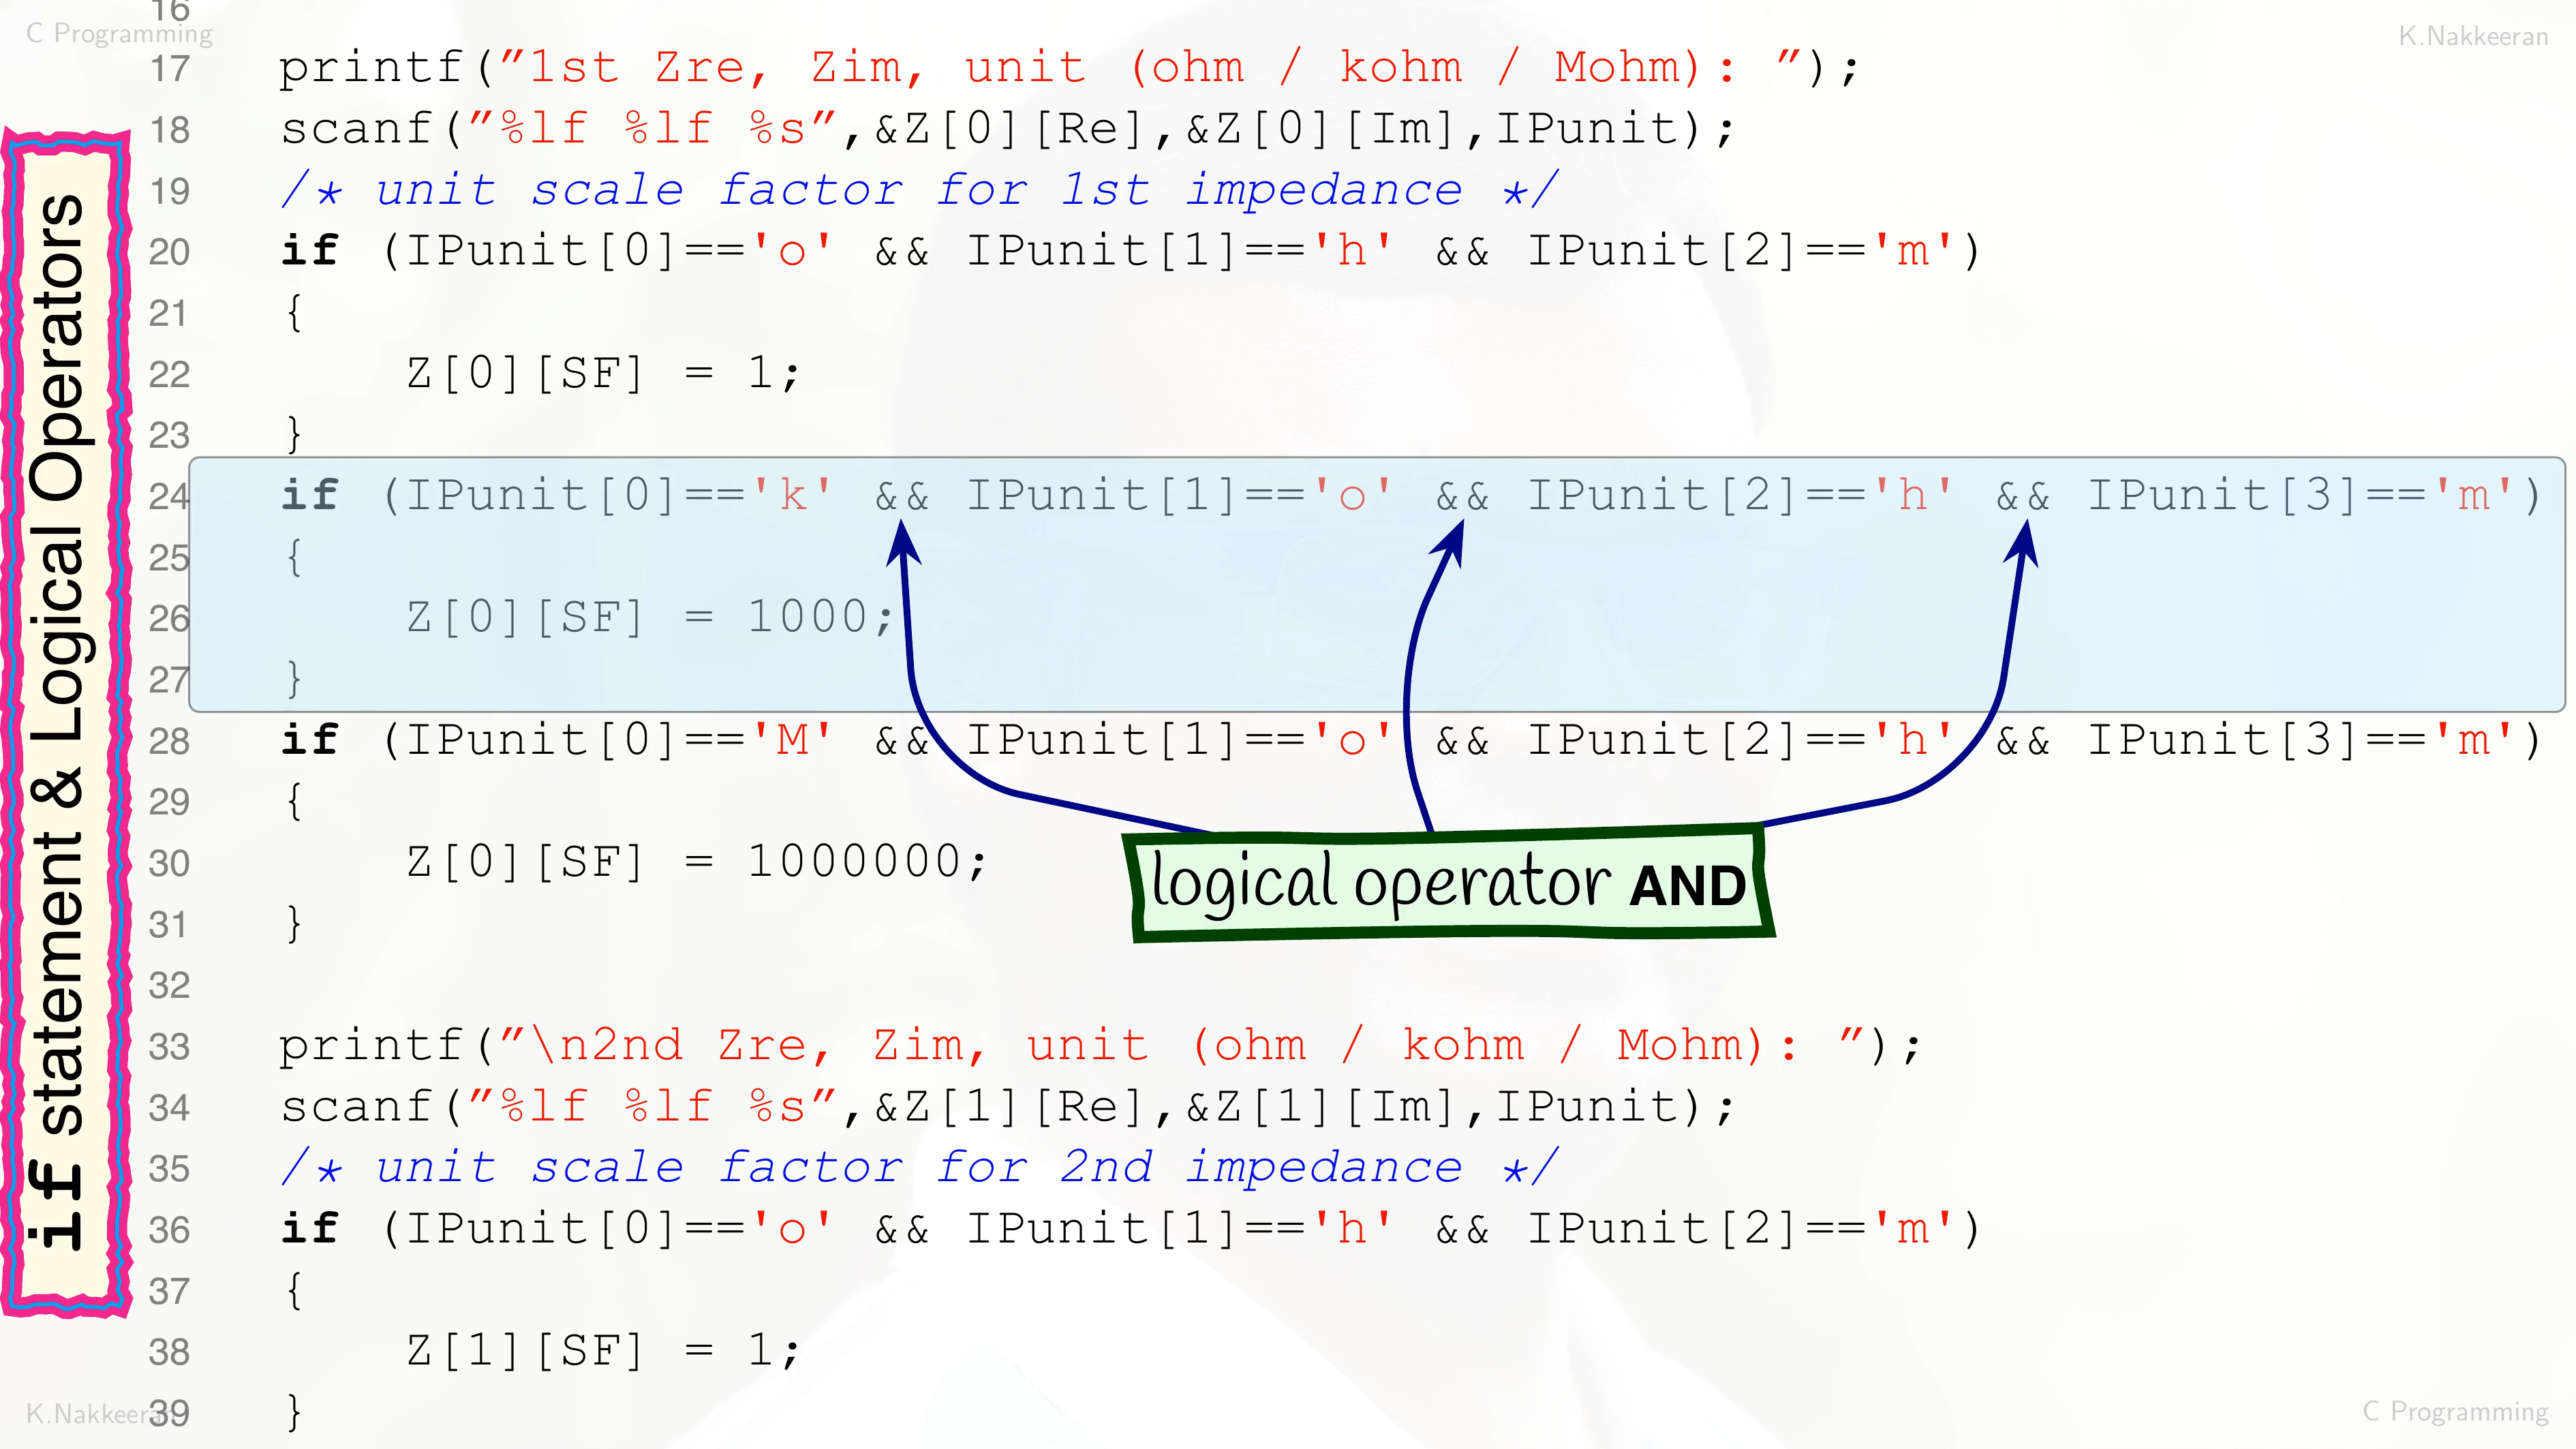 C Programming
K.Nakkeeran
if statement & Logical Operators
16
17 printf("1st Zre, Zim, unit (ohm / kohm / Mohm): ");
18 scanf("%lf %lf %s",&Z[0][Re],&Z[0][Im],IPunit);
19 /* unit scale factor for 1st impedance */
20 if (IPunit[0]=='o' && IPunit[1]=='h' && IPunit[2]=='m')
21 {
22 Z[0][SF] = 1;
23 }
24 if (IPunit[0]=='k' && IPunit[1]=='o' && IPunit[2]=='h' && IPunit[3]=='m')
25 {
26 Z[0][SF] = 1000;
27 }
28 if (IPunit[0]=='M' && IPunit[1]=='o' && IPunit[2]=='h' && IPunit[3]=='m')
29 {
30 Z[0][SF] = 1000000;
logical operator AND
31 }
32
33 printf("\n2nd Zre, Zim, unit (ohm / kohm / Mohm): ");
34 scanf("%lf %lf %s",&Z[1][Re],&Z[1][Im],IPunit);
35 /* unit scale factor for 2nd impedance */
36 if (IPunit[0]=='o' && IPunit[1]=='h' && IPunit[2]=='m')
37 {
38 Z[1][SF] = 1;
39 }
K.Nakkeeran
C Programming